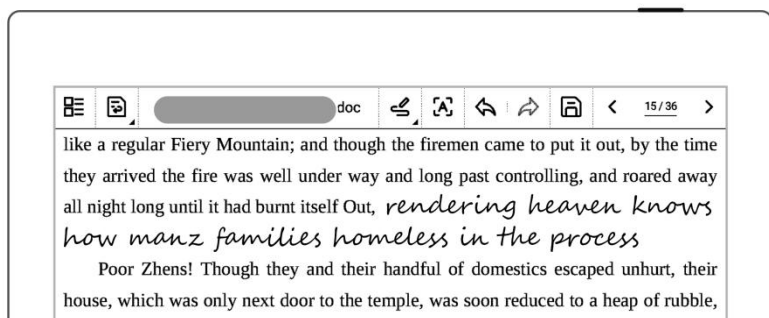 doc
15/36
like a regular Fiery Mountain; and though the firemen came to put it out, by the time
they arrived the fire was well under way and long past controlling, and roared away
all night long until it had burnt itself Out, rendering heaven knows
how manz families homeless in the process
Poor Zhens! Though they and their handful of domestics escaped unhurt, their
house, which was only next door to the temple, was soon reduced to a heap of rubble,